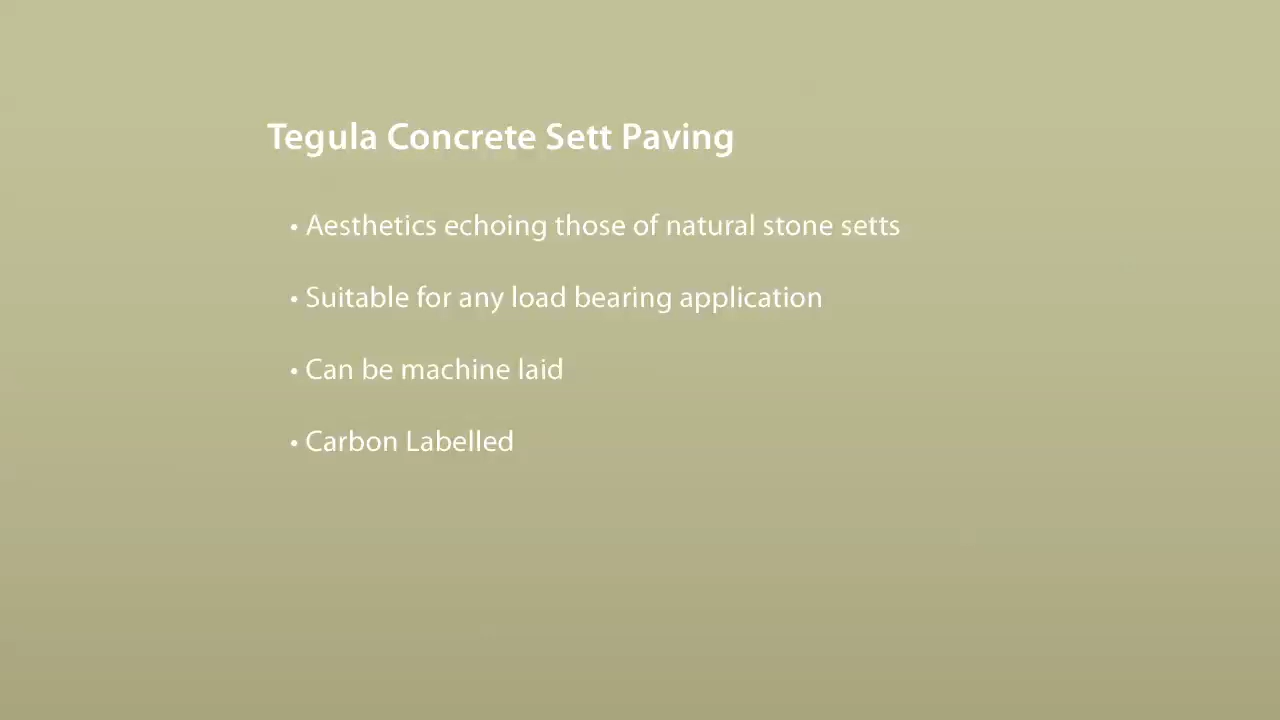 Tegula Concrete Sett Paving
• Aesthetics echoing those of natural stone setts
• Suitable for any load bearing application
• Can be machine laid
• Carbon Labelled